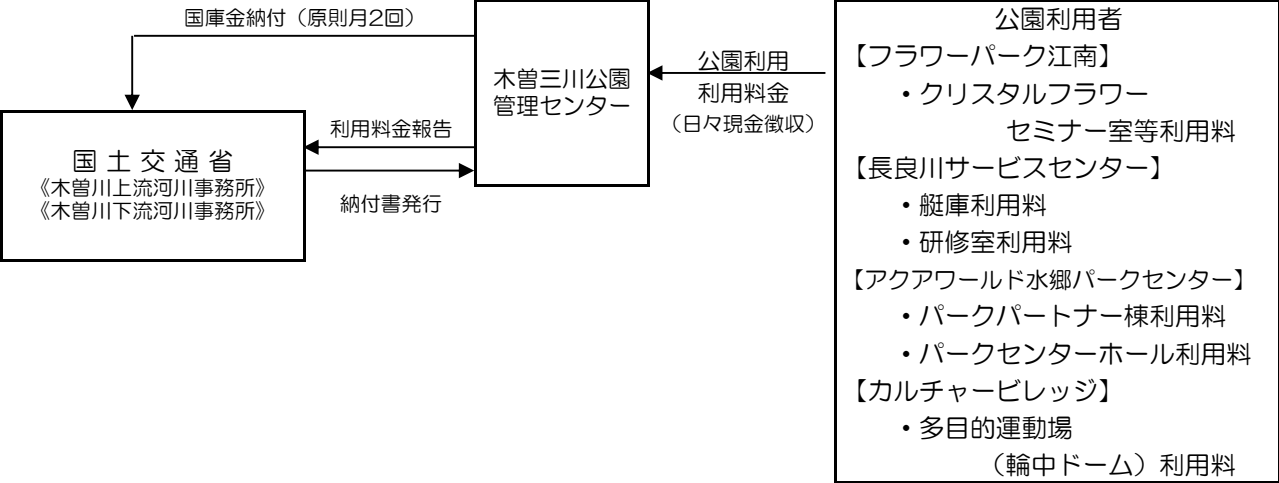 国庫金納付（原則月2回）
木曽三川公園
管理センター
利用料金報告
納付書発行
国土交通省
《木曽川上流河川事務所》
《木曽川下流河川事務所》
公園利用
利用料金
（日々現金徴収）
公園利用者
【フラワーパーク江南】
・クリスタルフラワー
セミナー室等利用料
【長良川サービスセンター】
・艇庫利用料
・研修室利用料
【アクアワールド水郷パークセンター】
・パークパートナー棟利用料
・パークセンターホール利用料
【カルチャービレッジ】
・多目的運動場
（輪中ドーム）利用料